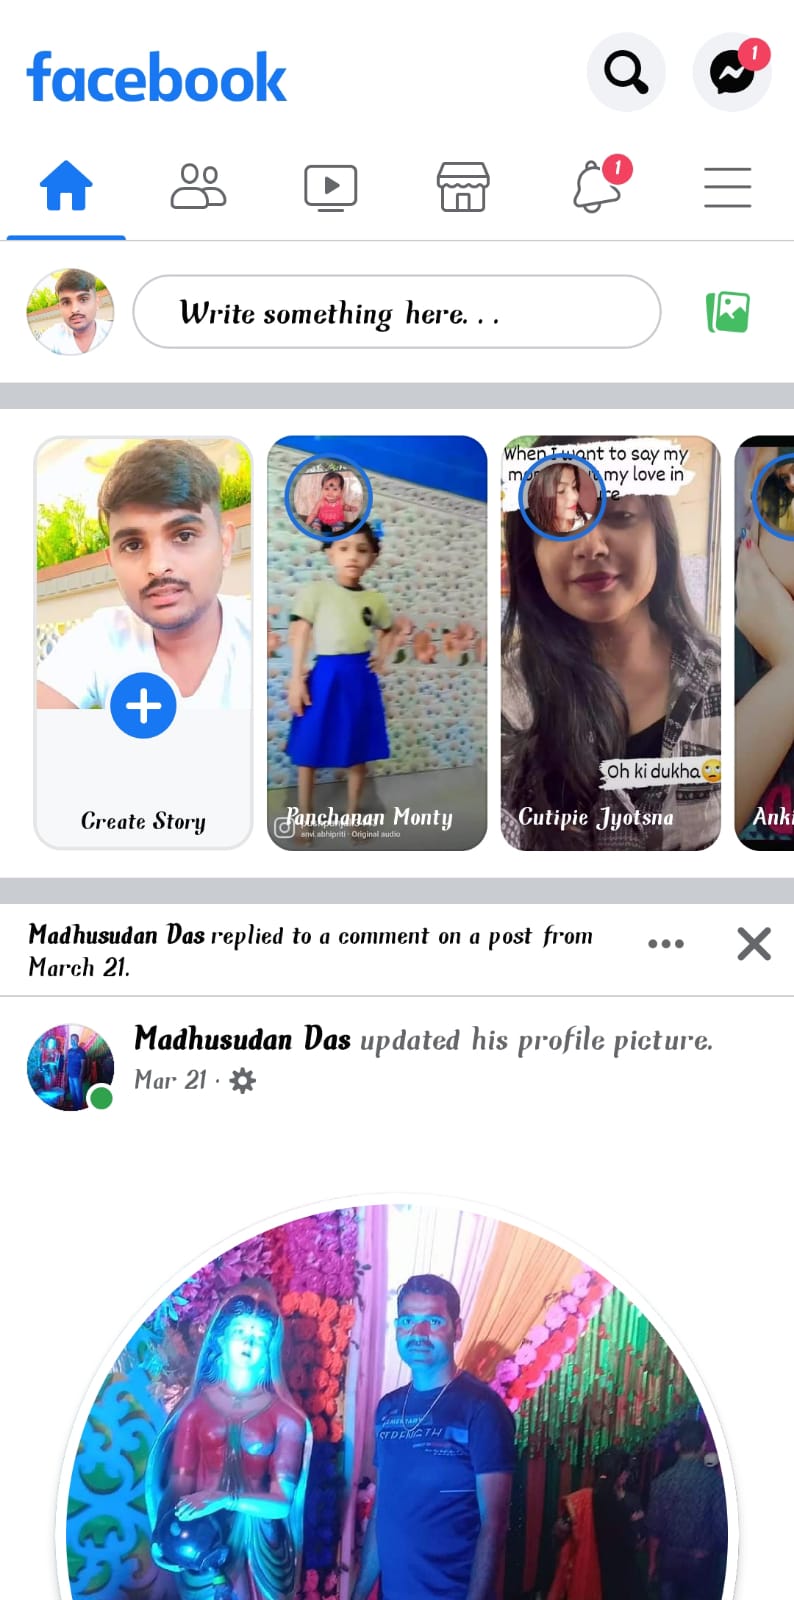 facebook
1
1
Write something here. . .
When I want to say my
my love in
Oh ki dukha
Create Story
Panchanan Monty
anvi.abhipriti · Original audio
Cutipie Jyotsna
Anki
Madhusudan Das replied to a comment on a post from
March 21.
Madhusudan Das updated his profile picture.
Mar 21 ·
STRENGTH